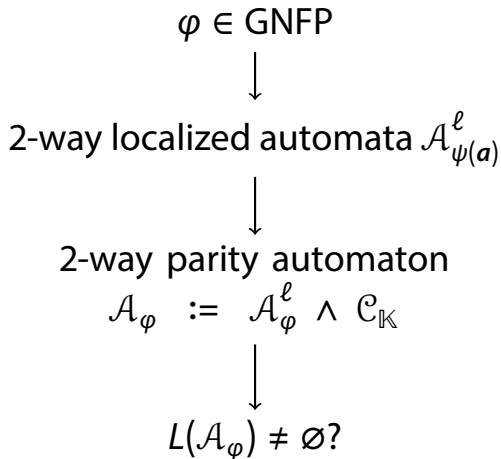 φ ∈ GNFP
2-way localized automata 𝒜^ℓ_ψ(𝒂)
2-way parity automaton
𝒜_φ := 𝒜^ℓ_φ ∧ 𝒞_𝕂
L(𝒜_φ) ≠ ∅?